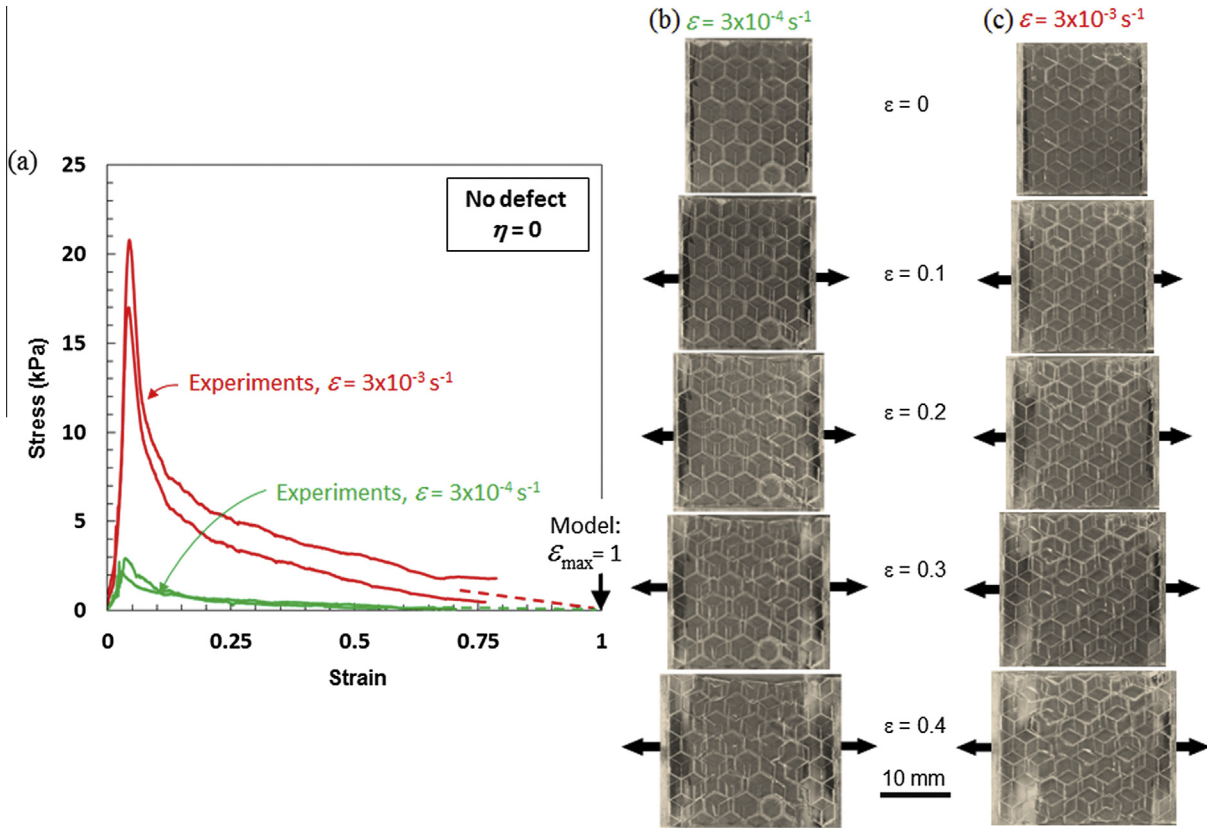 (a)
25
20
15
10
5
0
Stress (kPa)
No defect
η = 0
Experiments, ε = 3x10⁻³ s⁻¹
Experiments, ε = 3x10⁻⁴ s⁻¹
Model:
εmax = 1
0
0.25
0.5
0.75
1
Strain
(b) ε = 3x10⁻⁴ s⁻¹
(c) ε = 3x10⁻³ s⁻¹
ε = 0
ε = 0.1
ε = 0.2
ε = 0.3
ε = 0.4
10 mm